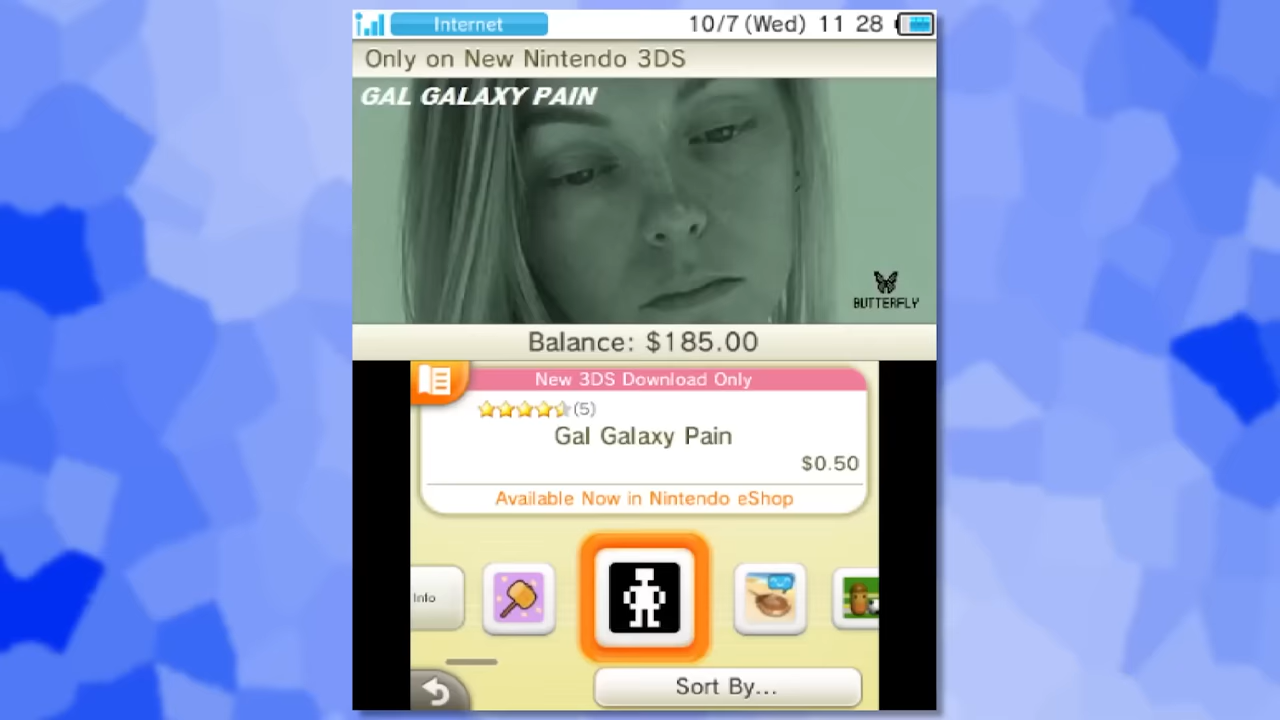 Internet
10/7 (Wed) 11 28
Only on New Nintendo 3DS
GAL GALAXY PAIN
BUTTERFLY
Balance: $185.00
New 3DS Download Only
(5)
Gal Galaxy Pain
$0.50
Available Now in Nintendo eShop
Info
Sort By...